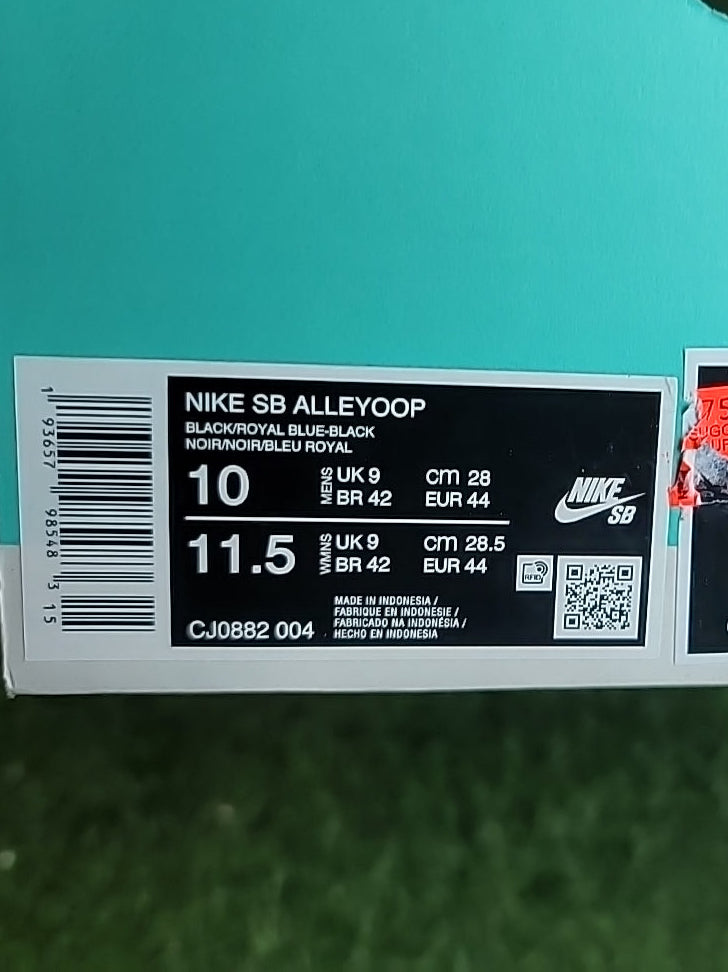 NIKE SB ALLEYOOP
BLACK/ROYAL BLUE-BLACK
NOIR/NOIR/BLEU ROYAL
10 MENS UK 9 cm 28
BR 42 EUR 44
11.5 WMNS UK 9 cm 28.5
BR 42 EUR 44
NIKE
SB
RFID
MADE IN INDONESIA /
FABRIQUE EN INDONESIE /
FABRICADO NA INDONÉSIA /
HECHO EN INDONESIA
CJ0882 004
1 93657 98548 3 15